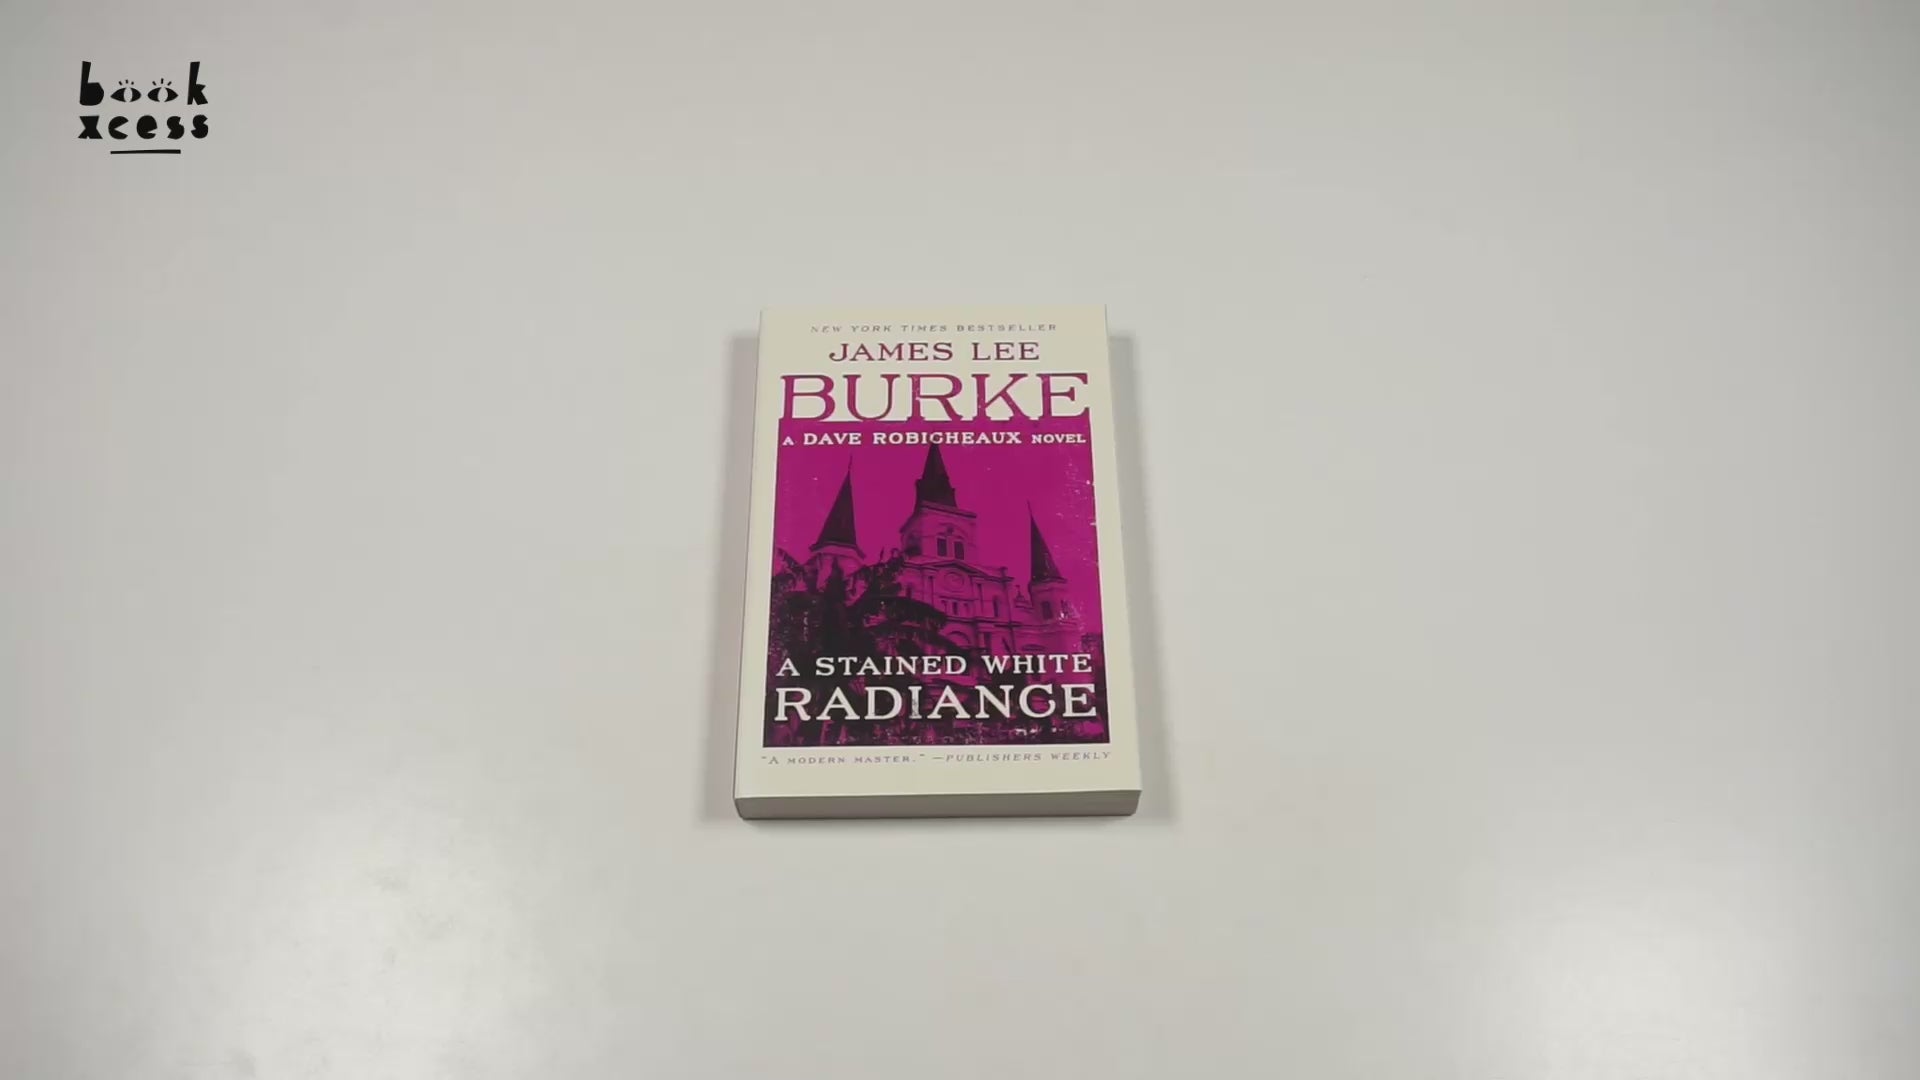 book
xcess
NEW YORK TIMES BESTSELLER
JAMES LEE
BURKE
A DAVE ROBICHEAUX NOVEL
A STAINED WHITE
RADIANCE
"A MODERN MASTER." —PUBLISHERS WEEKLY